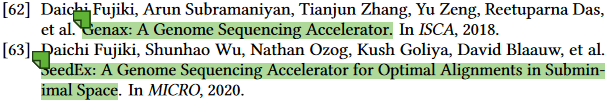 [62] Daichi Fujiki, Arun Subramaniyan, Tianjun Zhang, Yu Zeng, Reetuparna Das,
et al. Genax: A Genome Sequencing Accelerator. In ISCA, 2018.
[63] Daichi Fujiki, Shunhao Wu, Nathan Ozog, Kush Goliya, David Blaauw, et al.
SeedEx: A Genome Sequencing Accelerator for Optimal Alignments in Submin-
imal Space. In MICRO, 2020.